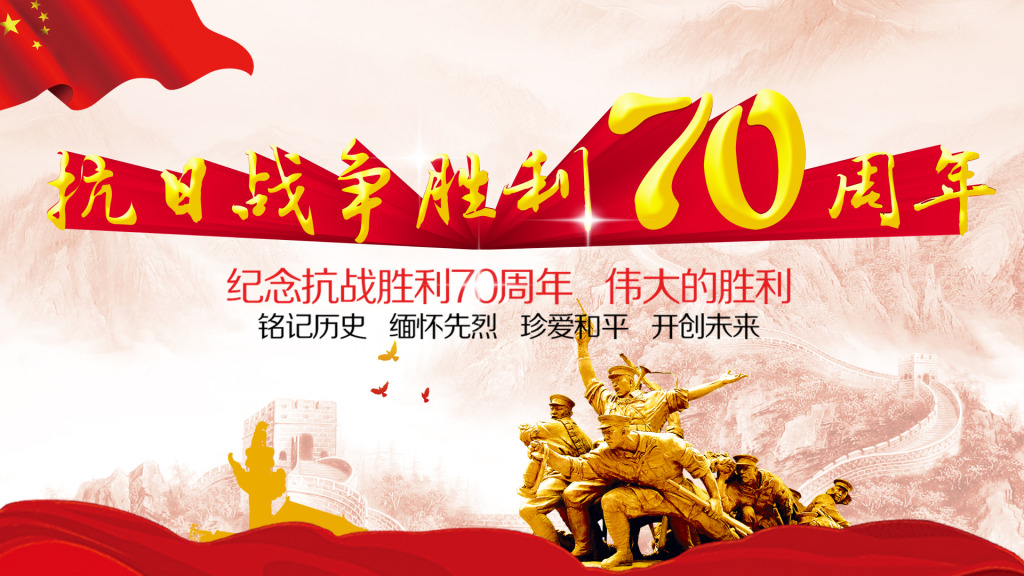 抗日战争胜利70周年
纪念抗战胜利70周年 伟大的胜利
铭记历史 缅怀先烈 珍爱和平 开创未来